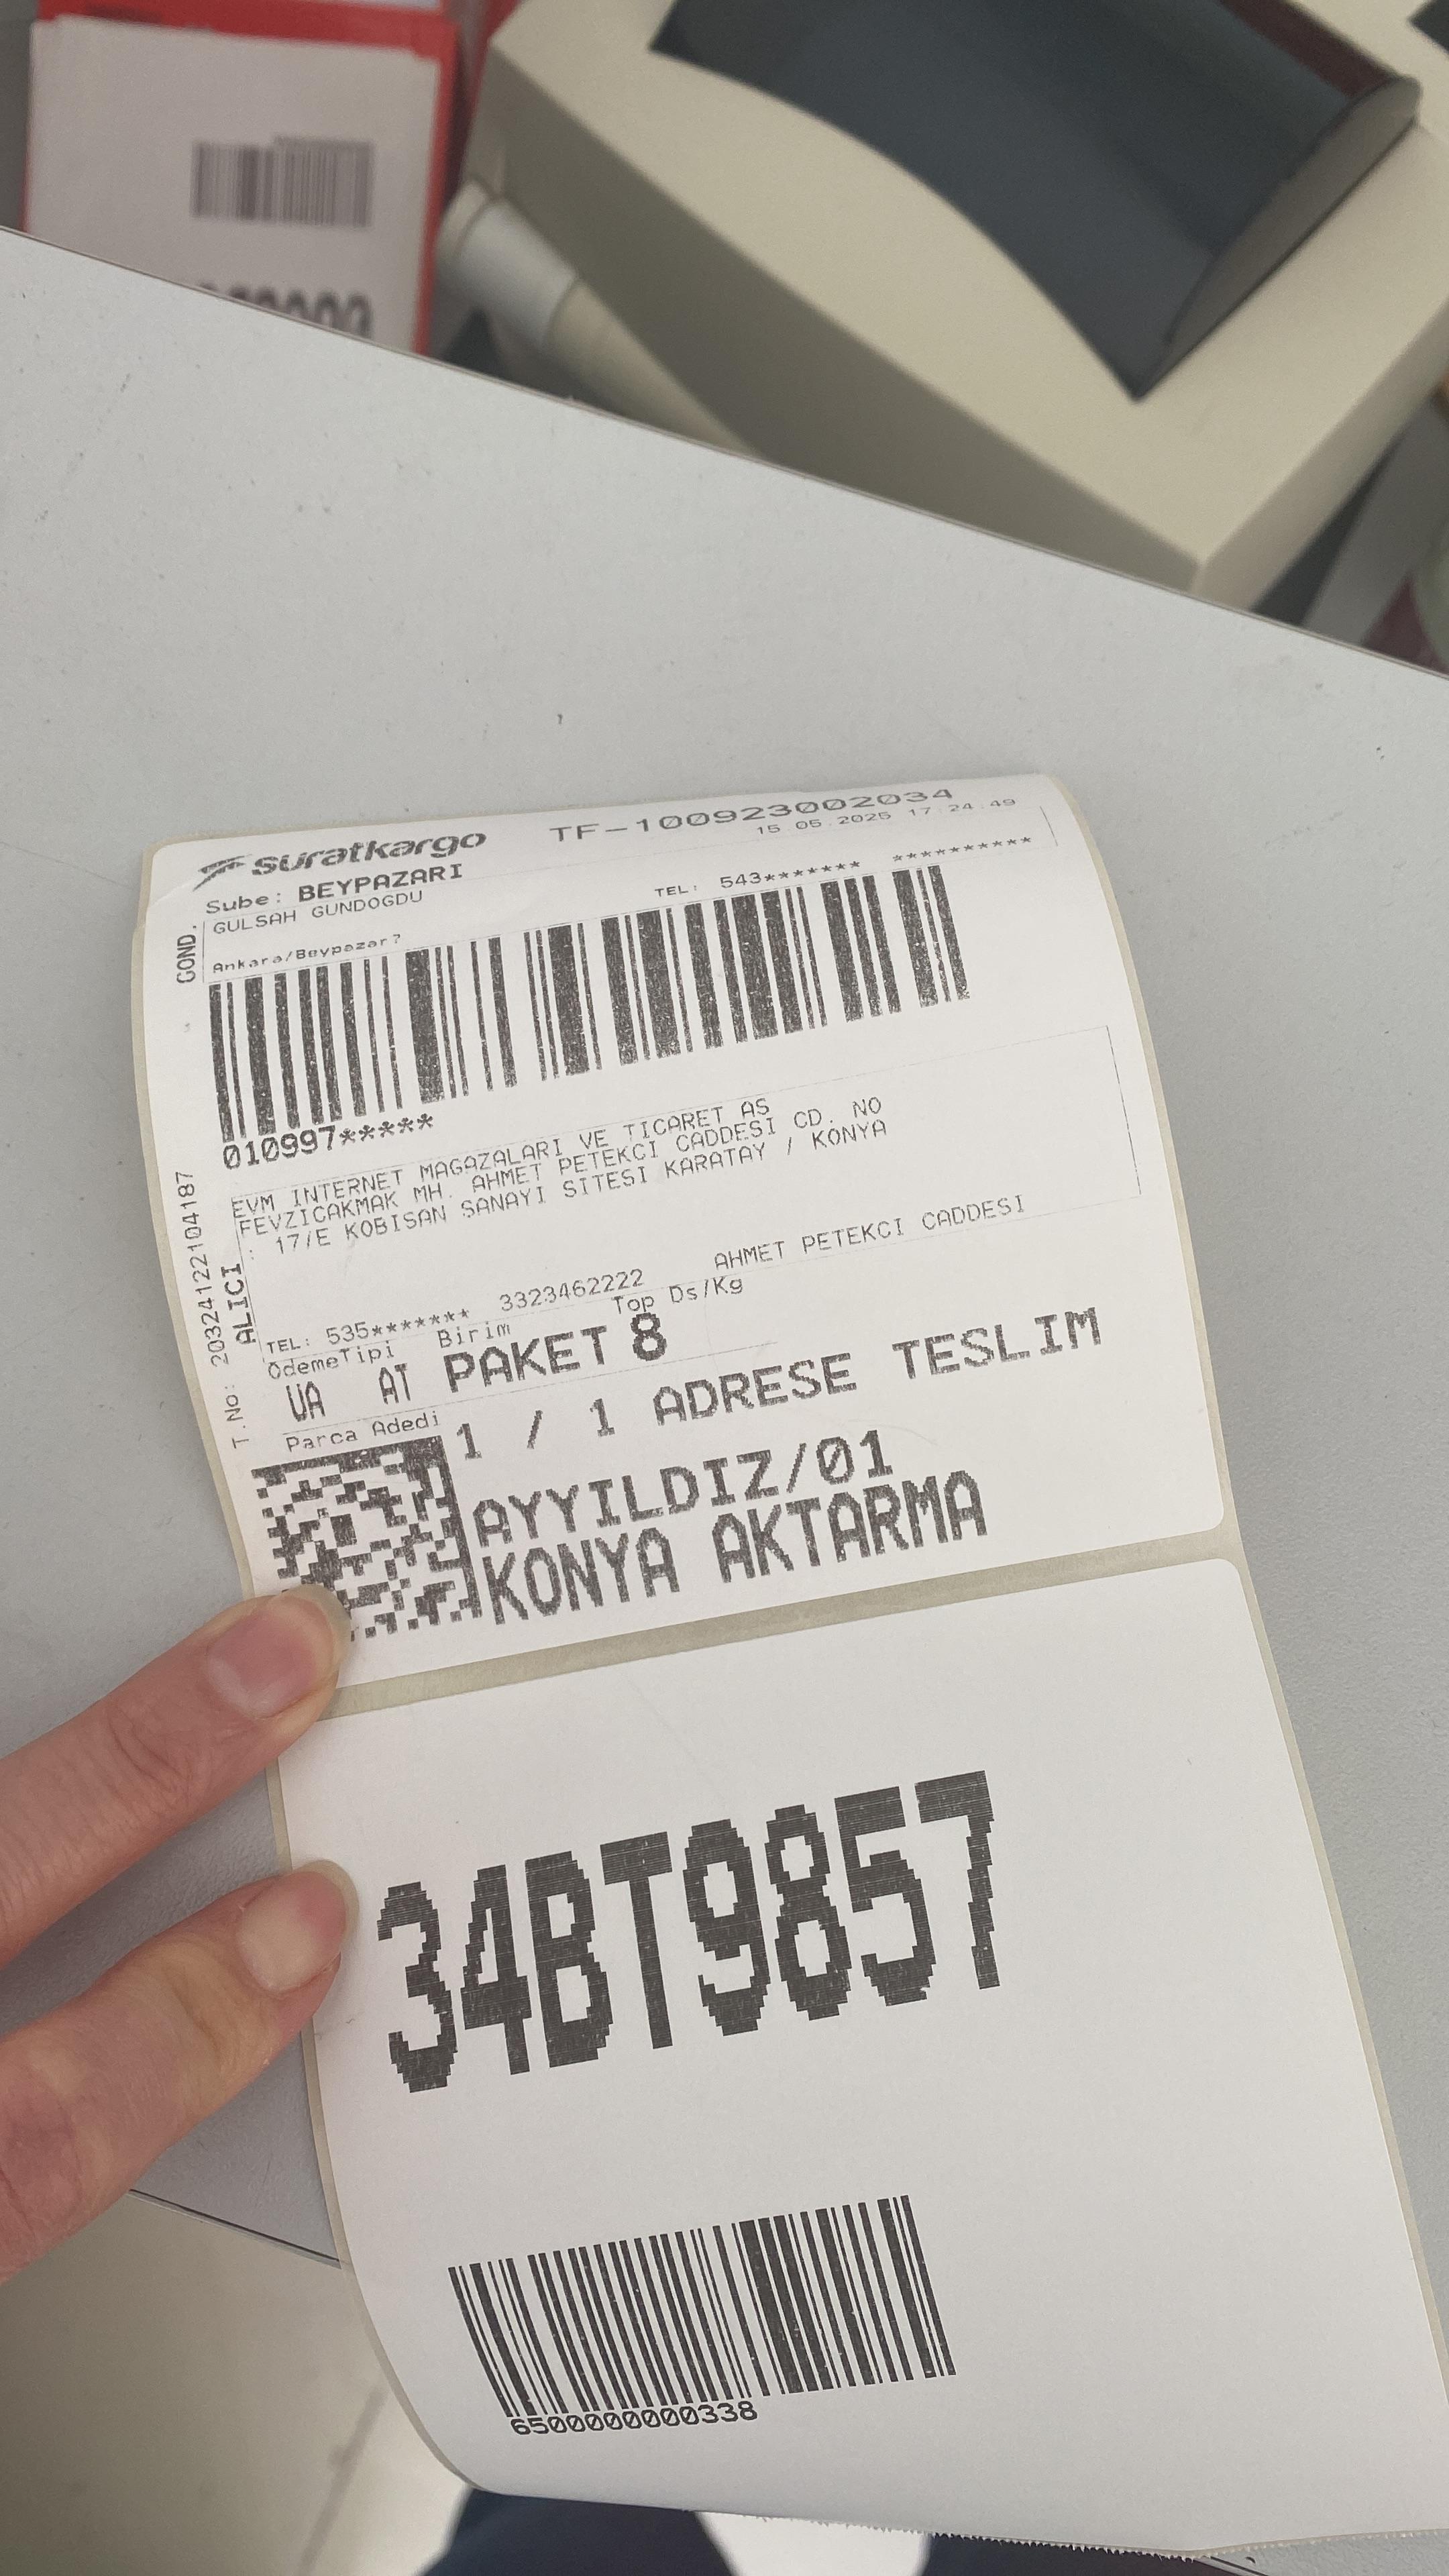 suratkargo TF-100923002034
15.05.2025 17:24:49
Sube: BEYPAZARI
GULSAH GUNDOGDU
TEL: 543******* **********
Ankara/Beypazar?
GOND.
010997*****
EVM INTERNET MAGAZALARI VE TICARET AS
FEVZICAKMAK MH. AHMET PETEKCI CADDESI CD. NO
: 17/E KOBISAN SANAYI SITESI KARATAY / KONYA
AHMET PETEKCI CADDESI
TEL: 535******* 3323462222
ALICI
T.No: 20324122104187
OdemeTipi Birim Top Ds/Kg
UA AT PAKET 8
Parca Adedi 1 / 1 ADRESE TESLIM
AYYILDIZ/01
KONYA AKTARMA
34BT9857
6500000000338